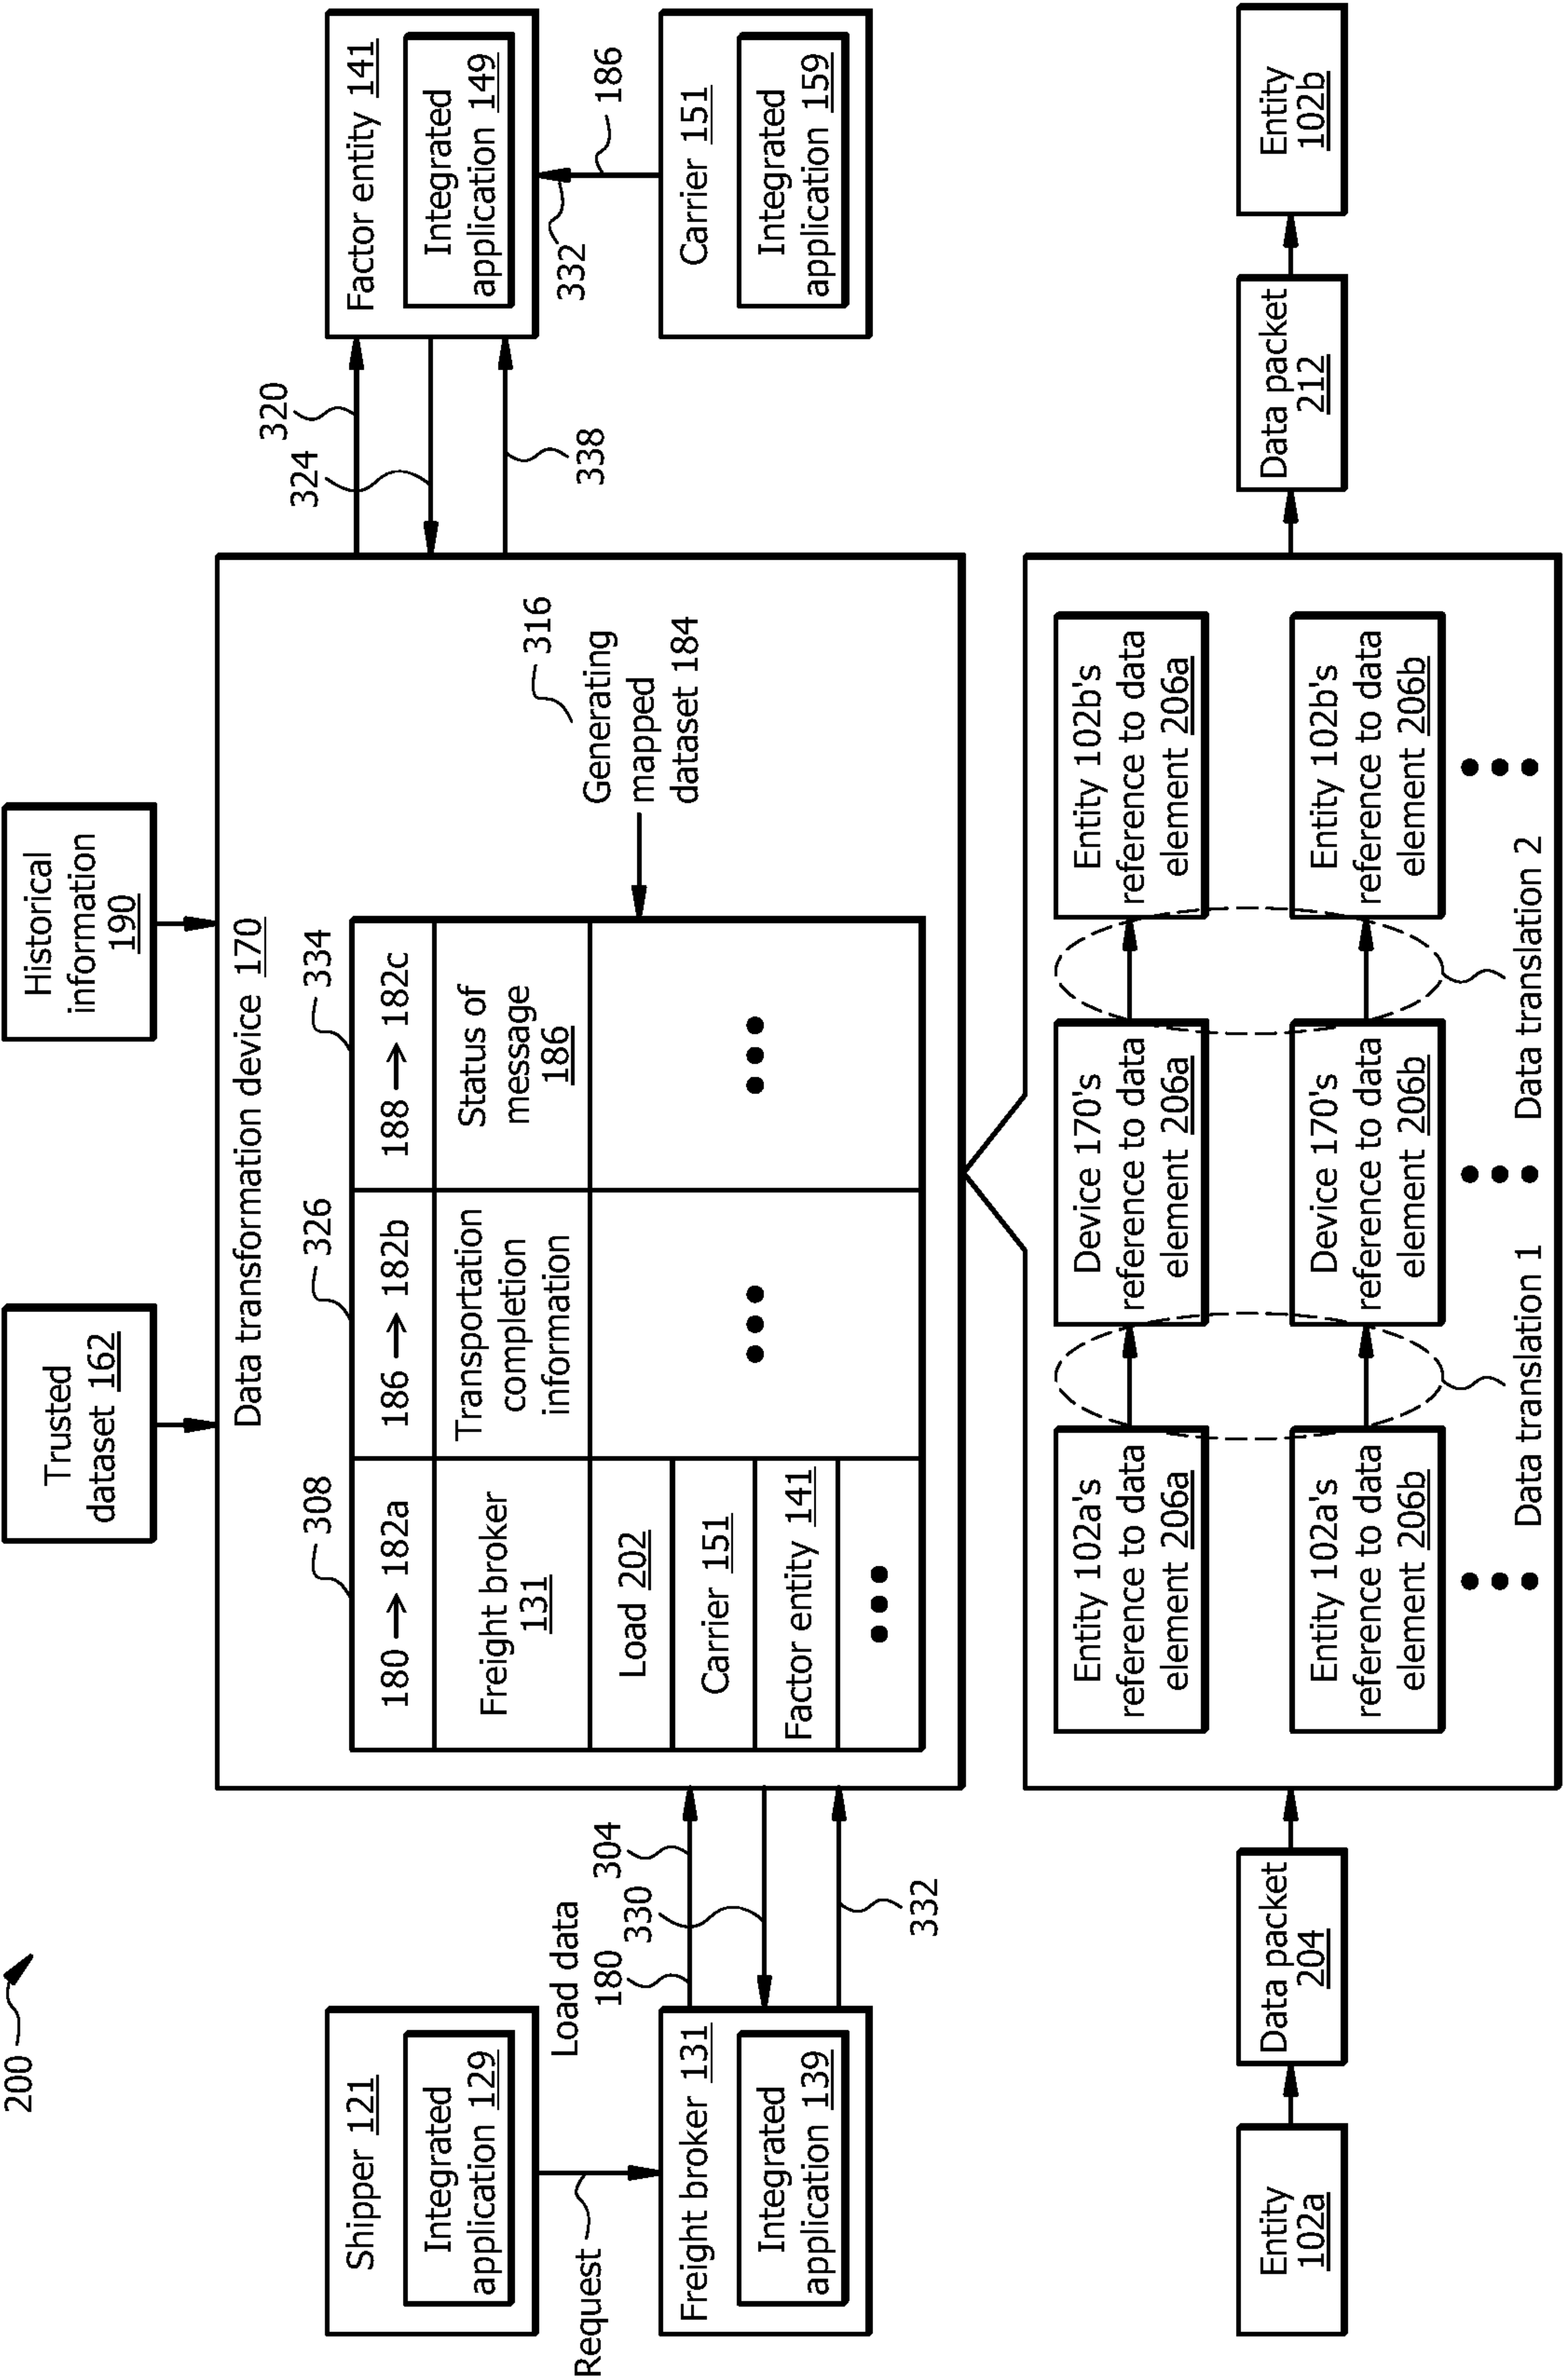 200
Trusted
dataset 162
Historical
information
190
Shipper 121
Integrated
application 129
Request
Freight broker 131
Integrated
application 139
Load data
180
304
330
332
Data transformation device 170
308
326
334
180 → 182a
186 → 182b
188 → 182c
Freight broker
131
Transportation
completion
information
Status of
message
186
Load 202
Carrier 151
Factor entity 141
316
Generating
mapped
dataset 184
320
324
338
Factor entity 141
Integrated
application 149
332
186
Carrier 151
Integrated
application 159
Entity
102a
Data packet
204
Entity 102a's
reference to data
element 206a
Device 170's
reference to data
element 206a
Entity 102b's
reference to data
element 206a
Entity 102a's
reference to data
element 206b
Device 170's
reference to data
element 206b
Entity 102b's
reference to data
element 206b
Data translation 1
Data translation 2
Data packet
212
Entity
102b